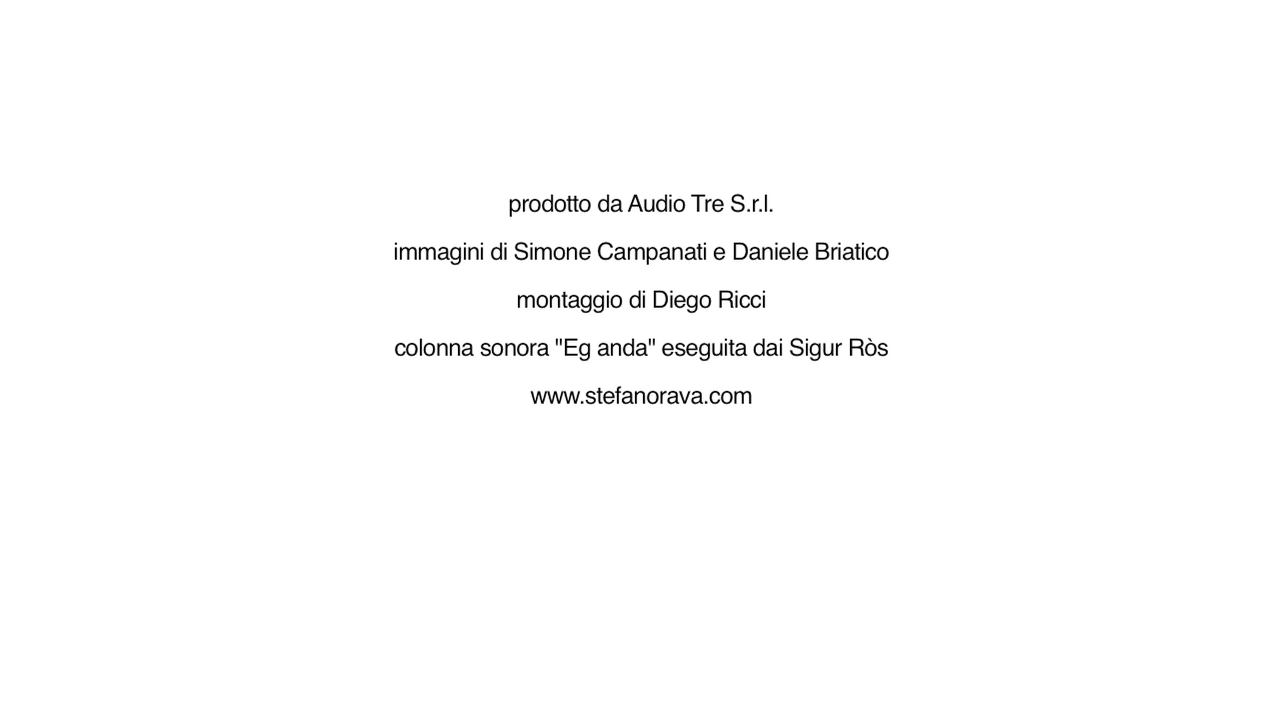 prodotto da Audio Tre S.r.l.
immagini di Simone Campanati e Daniele Briatico
montaggio di Diego Ricci
colonna sonora "Eg anda" eseguita dai Sigur Ròs
www.stefanorava.com